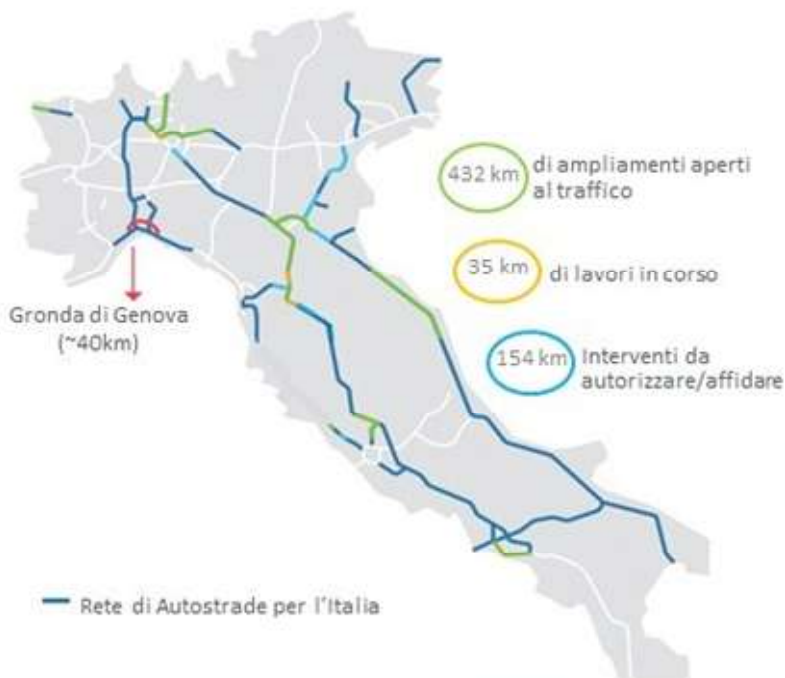 432 km
di ampliamenti aperti
al traffico
35 km
di lavori in corso
Gronda di Genova
(~40km)
154 km
Interventi da
autorizzare/affidare
Rete di Autostrade per l'Italia